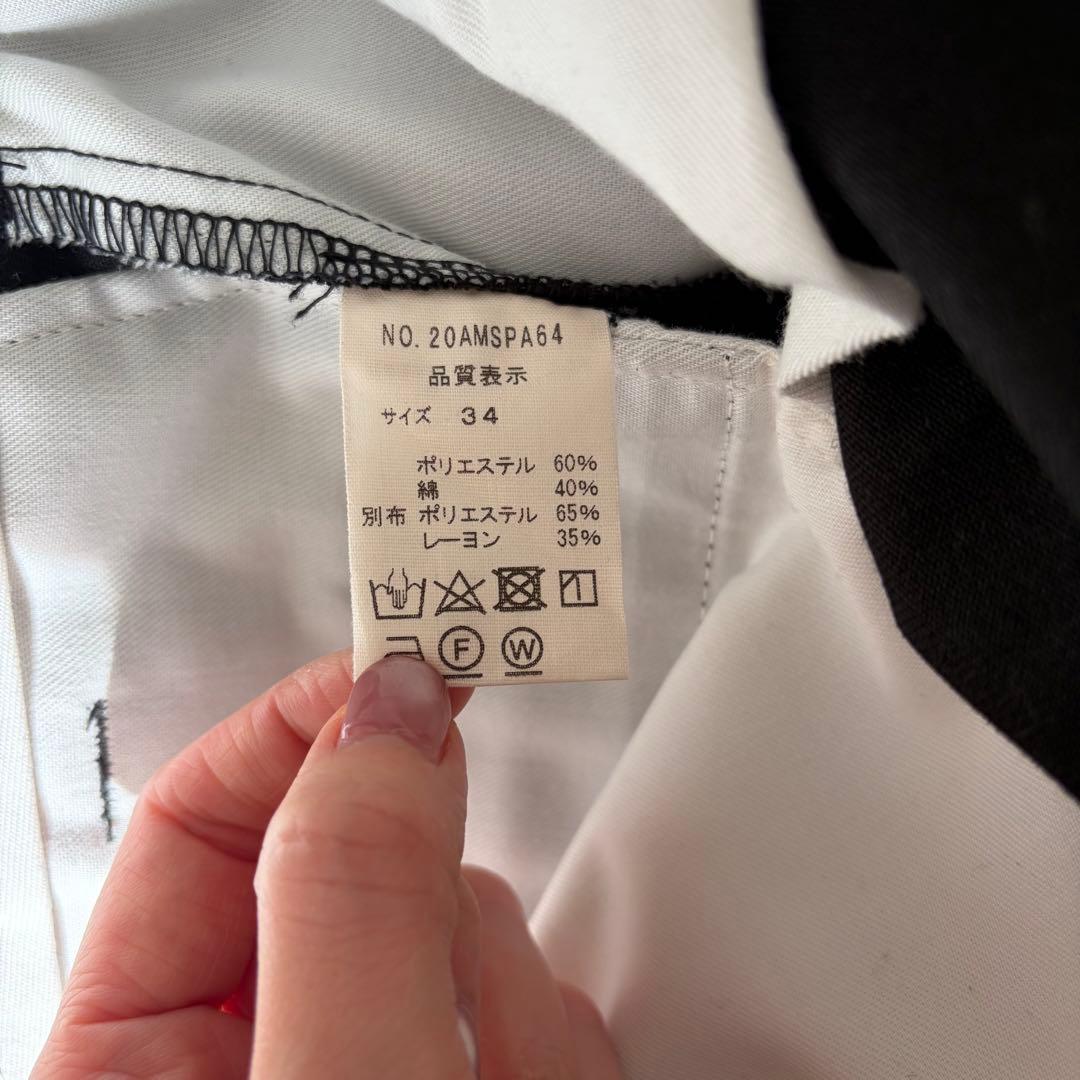 NO. 20AMSPA64
品質表示
サイズ 34
ポリエステル 60%
綿 40%
別布 ポリエステル 65%
レーヨン 35%
F W